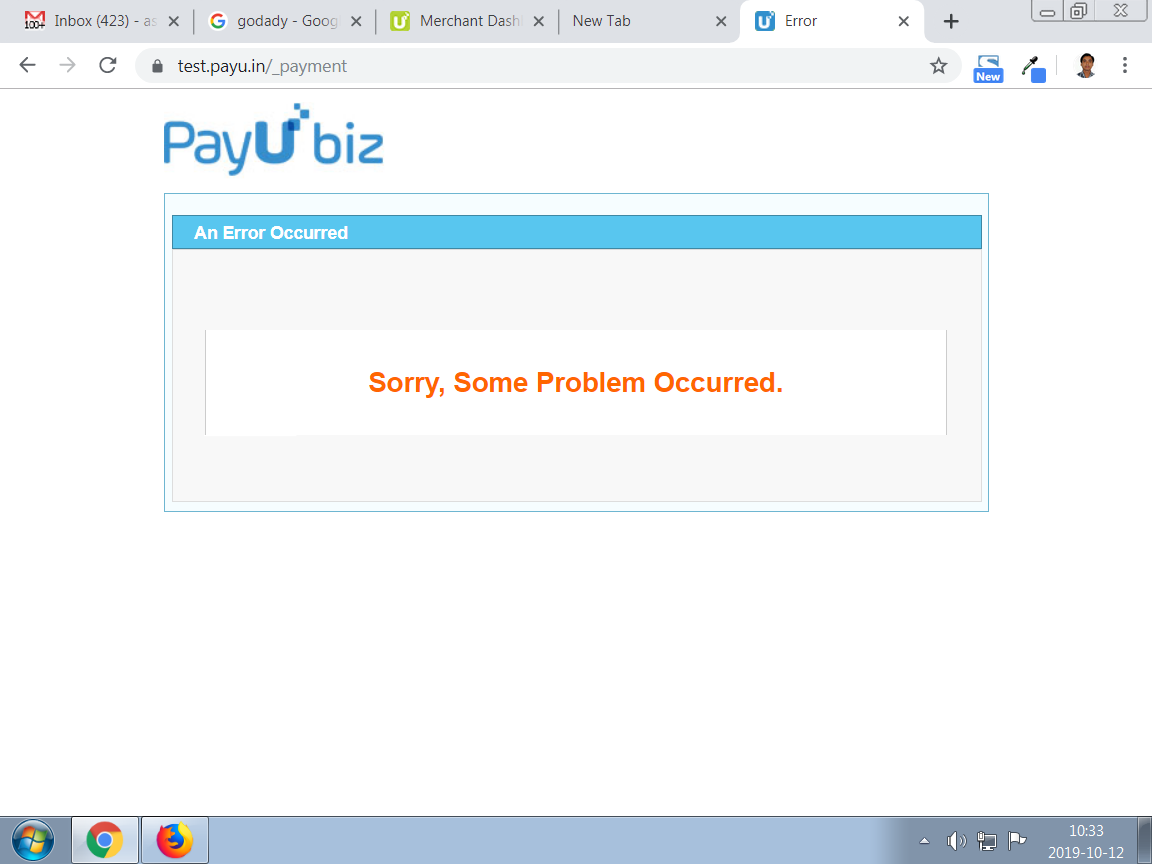 100+
Inbox (423) - as
godady - Goog
Merchant Dash
New Tab
Error
test.payu.in/_payment
New
PayU biz
An Error Occurred
Sorry, Some Problem Occurred.
10:33
2019-10-12